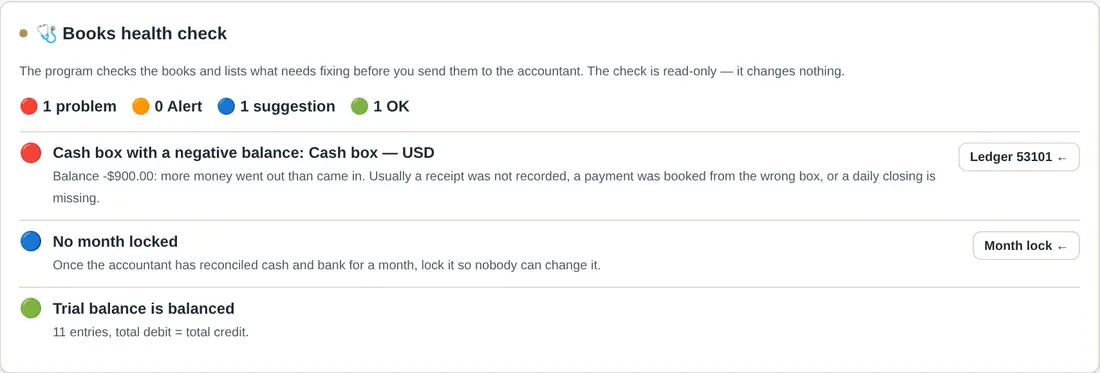 🩺 Books health check
The program checks the books and lists what needs fixing before you send them to the accountant. The check is read-only — it changes nothing.
🔴 1 problem 🟠 0 Alert 🔵 1 suggestion 🟢 1 OK
🔴 Cash box with a negative balance: Cash box — USD
Ledger 53101 ←
Balance -$900.00: more money went out than came in. Usually a receipt was not recorded, a payment was booked from the wrong box, or a daily closing is
missing.
🔵 No month locked
Month lock ←
Once the accountant has reconciled cash and bank for a month, lock it so nobody can change it.
🟢 Trial balance is balanced
11 entries, total debit = total credit.